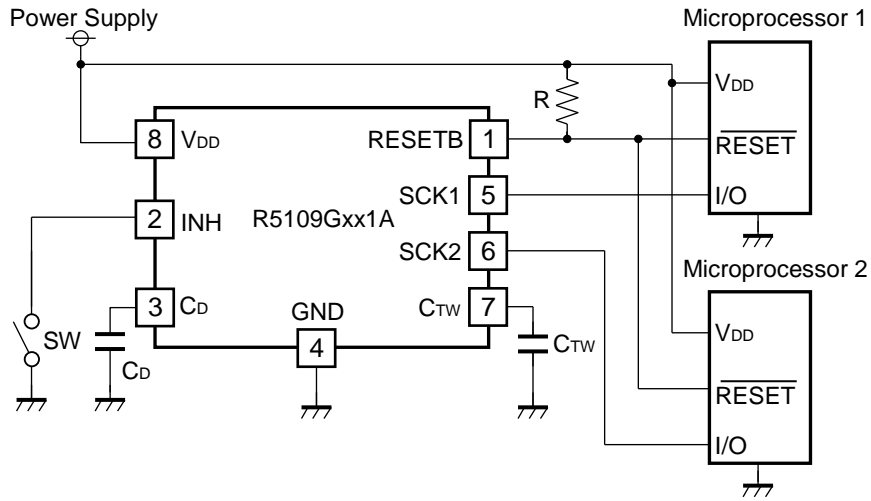 Power Supply
Microprocessor 1
VDD
R
8
VDD
RESETB
1
RESET
SCK1
5
I/O
2
INH
R5109Gxx1A
SCK2
6
Microprocessor 2
3
CD
GND
CTW
7
4
SW
CD
CTW
VDD
RESET
I/O